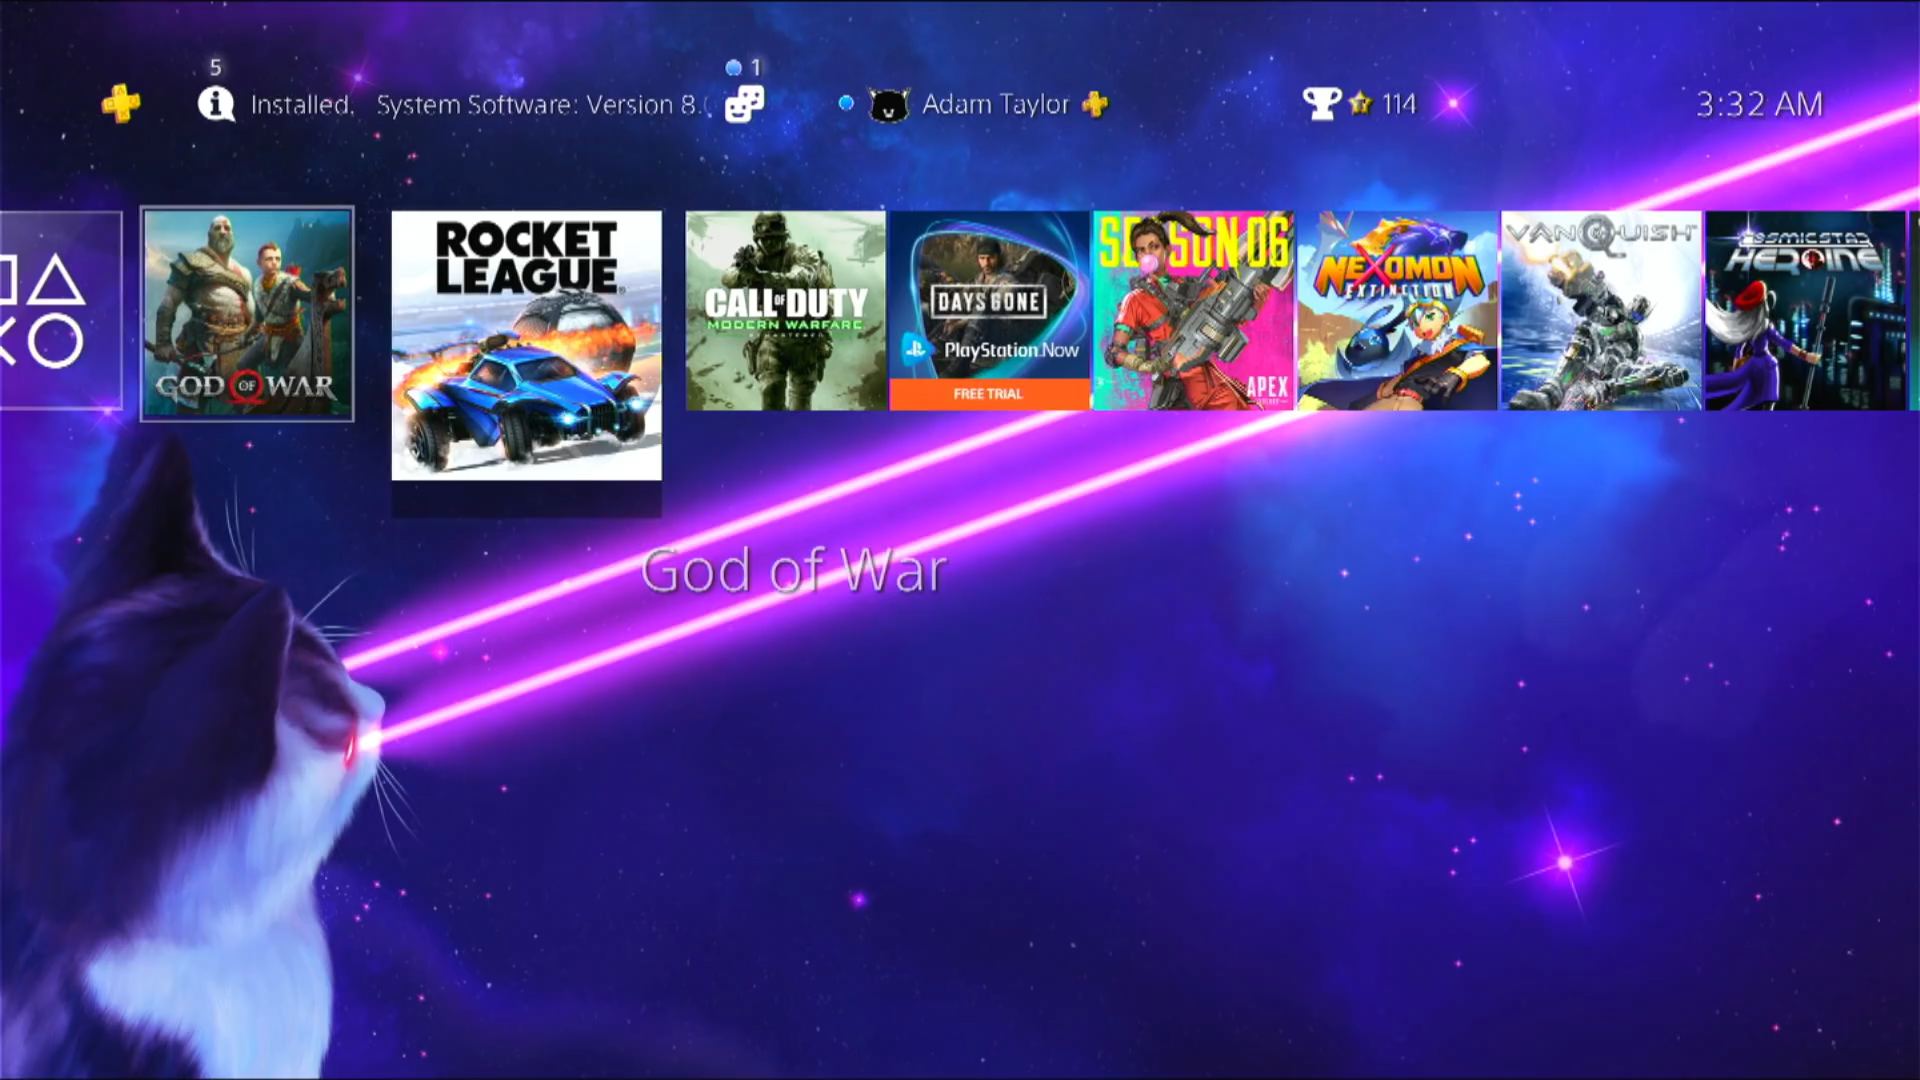 5
1
Installed. System Software: Version 8.
Adam Taylor
114
3:32 AM
GOD OF WAR
ROCKET
LEAGUE
CALL OF DUTY
MODERN WARFARE
DAYS GONE
PlayStation Now
FREE TRIAL
SEASON 06
APEX
NEXOMON
EXTINCTION
VANQUISH
COSMIC STAR
HEROINE
God of War